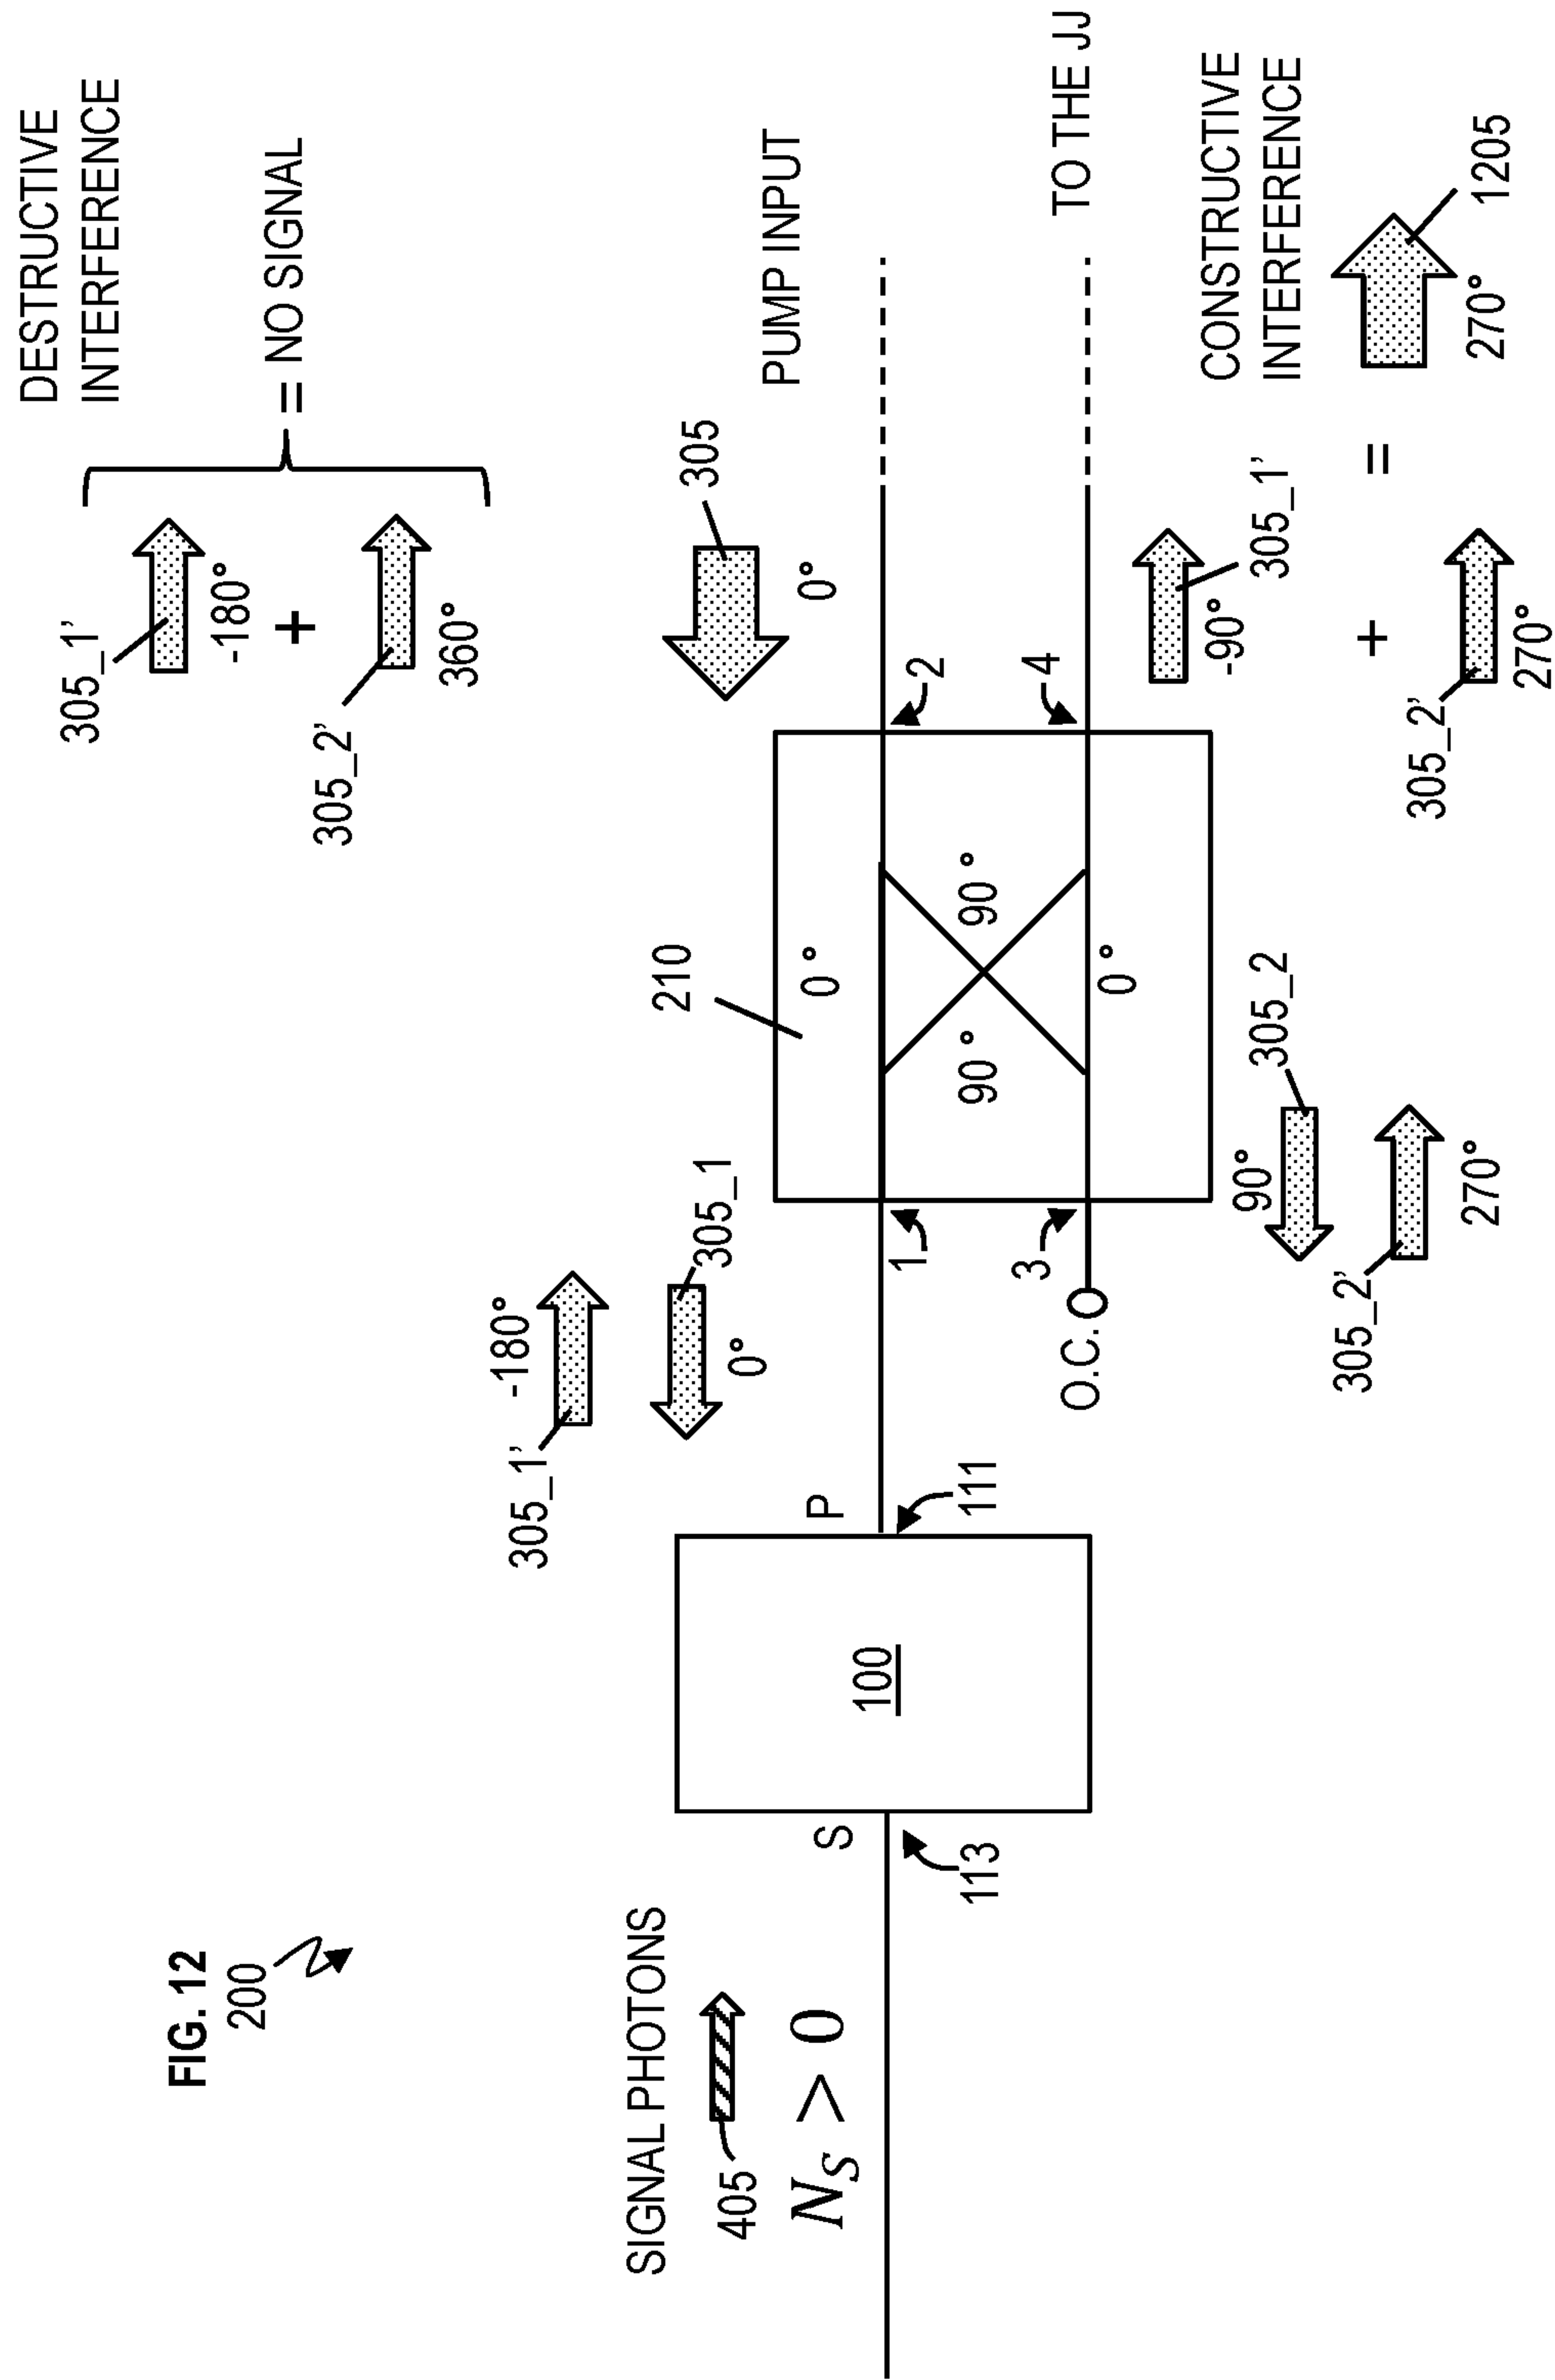 FIG. 12
200
SIGNAL PHOTONS
405
N_S > 0
S
113
100
P
111
305_1'
-180°
305_1
0°
O.C.
1
3
210
0°
90°
90°
0°
2
4
90°
305_2
305_2'
270°
305
0°
PUMP INPUT
TO THE JJ
305_1'
-180°
+
305_2'
360°
= NO SIGNAL
DESTRUCTIVE
INTERFERENCE
-90°
305_1'
+
305_2'
270°
=
CONSTRUCTIVE
INTERFERENCE
270°
1205